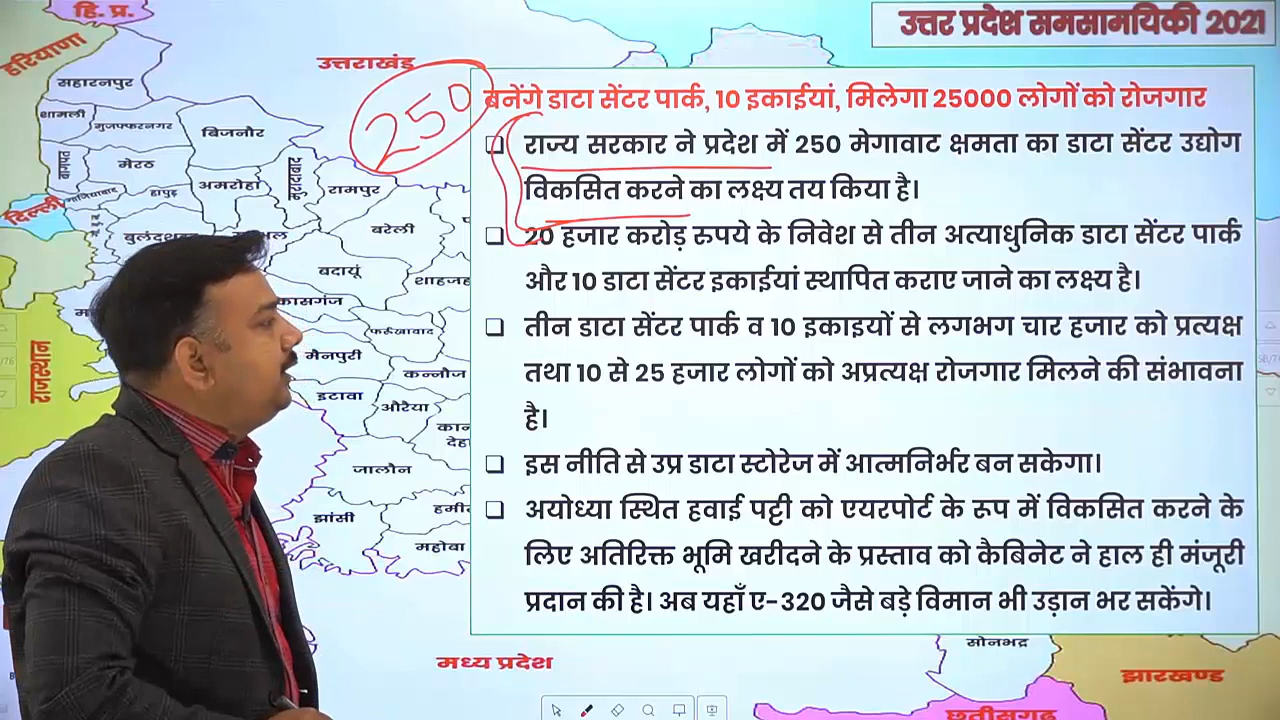 उत्तर प्रदेश समसामयिकी 2021
हि. प्र.
हरियाणा
उत्तराखंड
सहारनपुर
शामली
मुजफ्फरनगर
बिजनौर
बागपत
मेरठ
गाजियाबाद
हापुड़
अमरोहा
मुरादाबाद
रामपुर
दिल्ली
बरेली
बदायूं
शाहजह
कासगंज
फर्रुखाबाद
मैनपुरी
कन्नौज
राजस्थान
इटावा
औरैया
कान
देह
जालौन
झांसी
हमीर
महोबा
मध्य प्रदेश
सोनभद्र
झारखण्ड
छत्तीसगढ़
250
बनेंगे डाटा सेंटर पार्क, 10 इकाईयां, मिलेगा 25000 लोगों को रोजगार
राज्य सरकार ने प्रदेश में 250 मेगावाट क्षमता का डाटा सेंटर उद्योग
विकसित करने का लक्ष्य तय किया है।
20 हजार करोड़ रुपये के निवेश से तीन अत्याधुनिक डाटा सेंटर पार्क
और 10 डाटा सेंटर इकाईयां स्थापित कराए जाने का लक्ष्य है।
तीन डाटा सेंटर पार्क व 10 इकाइयों से लगभग चार हजार को प्रत्यक्ष
तथा 10 से 25 हजार लोगों को अप्रत्यक्ष रोजगार मिलने की संभावना
है।
इस नीति से उप्र डाटा स्टोरेज में आत्मनिर्भर बन सकेगा।
अयोध्या स्थित हवाई पट्टी को एयरपोर्ट के रूप में विकसित करने के
लिए अतिरिक्त भूमि खरीदने के प्रस्ताव को कैबिनेट ने हाल ही मंजूरी
प्रदान की है। अब यहाँ ए-320 जैसे बड़े विमान भी उड़ान भर सकेंगे।